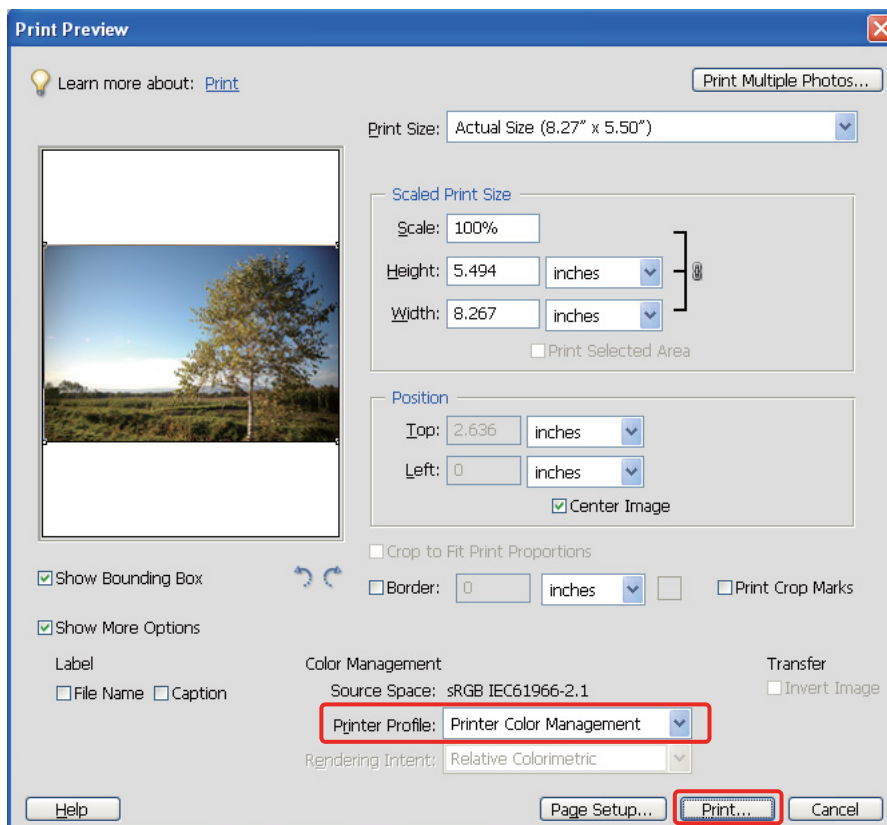 Print Preview
Learn more about: Print
Print Multiple Photos...
Print Size: Actual Size (8.27" x 5.50")
Scaled Print Size
Scale: 100%
Height: 5.494 inches
Width: 8.267 inches
Print Selected Area
Position
Top: 2.636 inches
Left: 0 inches
Center Image
Crop to Fit Print Proportions
Show Bounding Box
Border: 0 inches
Print Crop Marks
Show More Options
Label
File Name Caption
Color Management
Source Space: sRGB IEC61966-2.1
Printer Profile: Printer Color Management
Rendering Intent: Relative Colorimetric
Transfer
Invert Image
Help
Page Setup...
Print...
Cancel